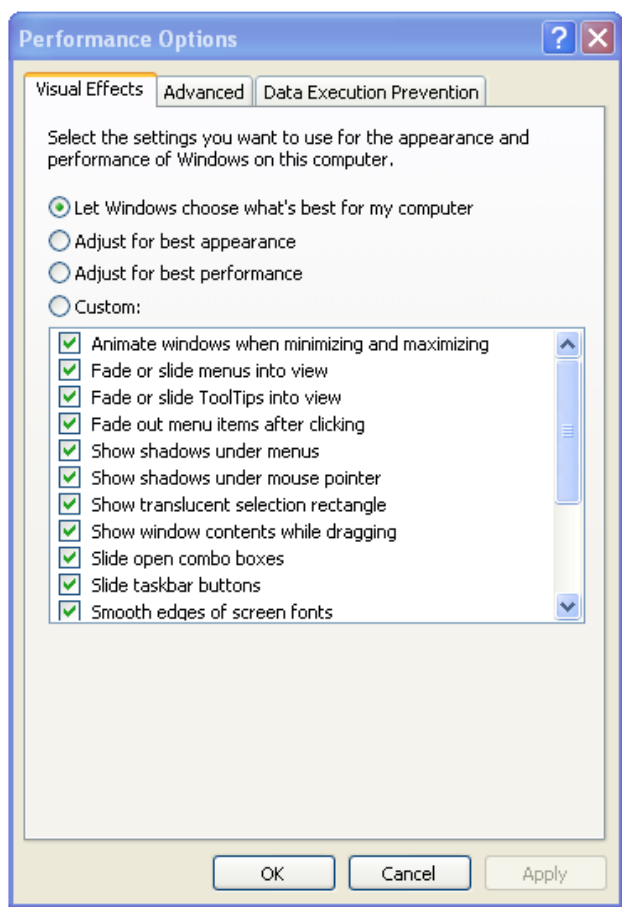 Performance Options
Visual Effects
Advanced
Data Execution Prevention
Select the settings you want to use for the appearance and
performance of Windows on this computer.
Let Windows choose what's best for my computer
Adjust for best appearance
Adjust for best performance
Custom:
Animate windows when minimizing and maximizing
Fade or slide menus into view
Fade or slide ToolTips into view
Fade out menu items after clicking
Show shadows under menus
Show shadows under mouse pointer
Show translucent selection rectangle
Show window contents while dragging
Slide open combo boxes
Slide taskbar buttons
Smooth edges of screen fonts
OK
Cancel
Apply